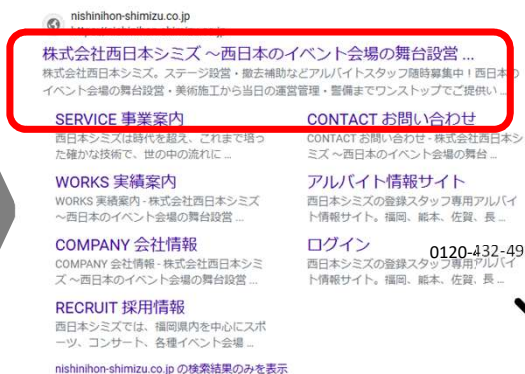 nishinihon-shimizu.co.jp
株式会社西日本シミズ ～西日本のイベント会場の舞台設営 ...
株式会社西日本シミズ。ステージ設営・撤去補助などアルバイトスタッフ随時募集中！西日本の
イベント会場の舞台設営・美術施工から当日の運営管理・警備までワンストップでご提供い ...
SERVICE 事業案内
西日本シミズは時代を超え、これまで培っ
た確かな技術で、世の中の流れに ...
CONTACT お問い合わせ
CONTACT お問い合わせ - 株式会社西日本シ
ミズ ～西日本のイベント会場の舞台 ...
WORKS 実績案内
WORKS 実績案内 - 株式会社西日本シミズ
～西日本のイベント会場の舞台設営 ...
アルバイト情報サイト
西日本シミズの登録スタッフ専用アルバイ
ト情報サイト。福岡、熊本、佐賀、長 ...
COMPANY 会社情報
COMPANY 会社情報 - 株式会社西日本シミ
ズ ～西日本のイベント会場の舞台設営 ...
ログイン
0120-432-49
西日本シミズの登録スタッフ専用アルバイ
ト情報サイト。福岡、熊本、佐賀、長 ...
RECRUIT 採用情報
西日本シミズでは、福岡県内を中心にスポ
ーツ、コンサート、各種イベント会場 ...
nishinihon-shimizu.co.jp の検索結果のみを表示